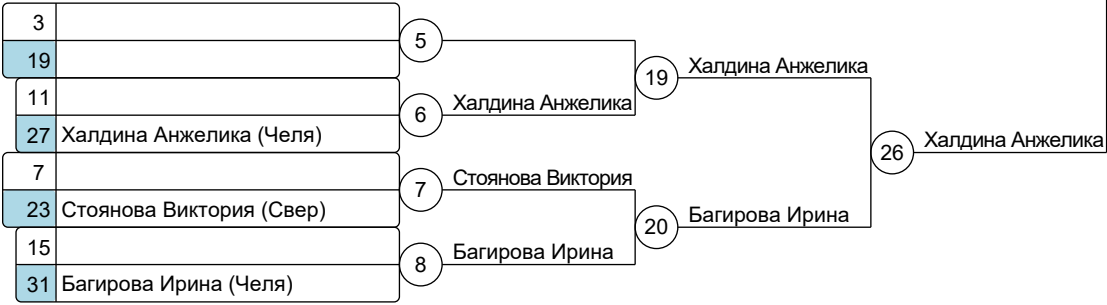 3
5
19
19
Халдина Анжелика
11
6
Халдина Анжелика
27
Халдина Анжелика (Челя)
26
Халдина Анжелика
7
7
Стоянова Виктория
23
Стоянова Виктория (Свер)
20
Багирова Ирина
15
8
Багирова Ирина
31
Багирова Ирина (Челя)